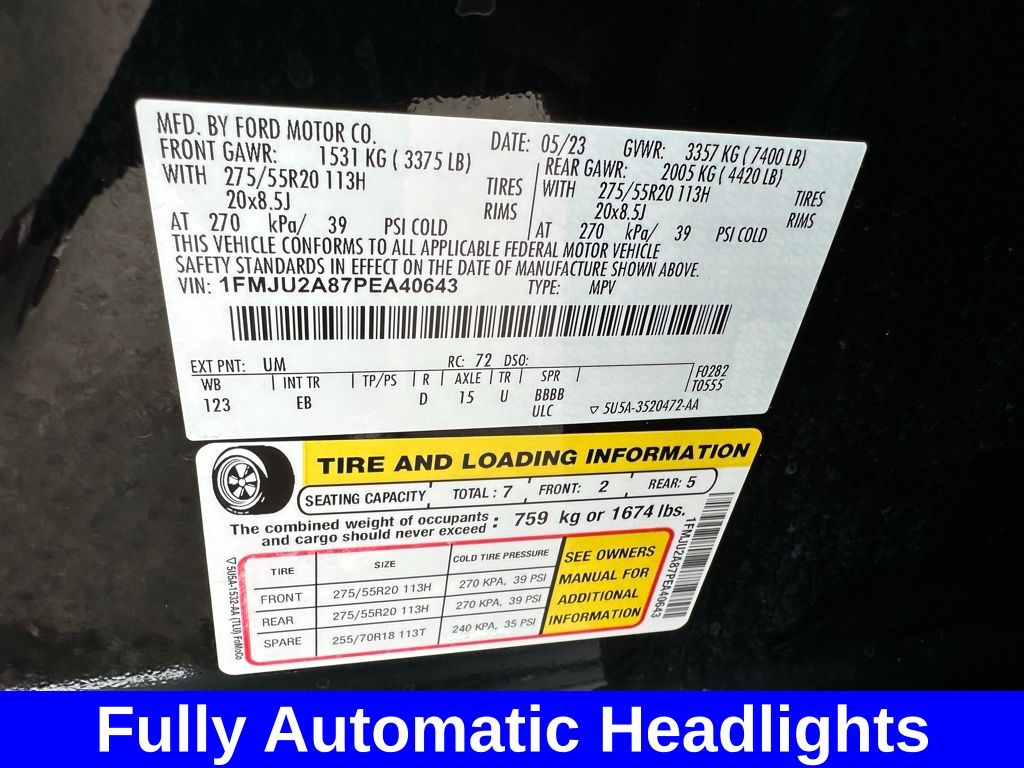 MFD. BY FORD MOTOR CO. DATE: 05/23 GVWR: 3357 KG ( 7400 LB)
FRONT GAWR: 1531 KG ( 3375 LB) REAR GAWR: 2005 KG ( 4420 LB)
WITH 275/55R20 113H TIRES WITH 275/55R20 113H TIRES
20x8.5J RIMS 20x8.5J RIMS
AT 270 kPa/ 39 PSI COLD AT 270 kPa/ 39 PSI COLD
THIS VEHICLE CONFORMS TO ALL APPLICABLE FEDERAL MOTOR VEHICLE
SAFETY STANDARDS IN EFFECT ON THE DATE OF MANUFACTURE SHOWN ABOVE.
VIN: 1FMJU2A87PEA40643 TYPE: MPV
EXT PNT: UM RC: 72 DSO:
WB INT TR TP/PS R AXLE TR SPR F0282
123 EB D 15 U BBBB T0555
ULC 5U5A-3520472-AA
TIRE AND LOADING INFORMATION
SEATING CAPACITY TOTAL : 7 FRONT: 2 REAR: 5
The combined weight of occupants and cargo should never exceed : 759 kg or 1674 lbs.
TIRE SIZE COLD TIRE PRESSURE
FRONT 275/55R20 113H 270 KPA, 39 PSI
REAR 275/55R20 113H 270 KPA, 39 PSI
SPARE 255/70R18 113T 240 KPA, 35 PSI
SEE OWNERS
MANUAL FOR
ADDITIONAL
INFORMATION
1FMJU2A87PEA40643
5U5A-1532-AA (TLU) FoMoCo
Fully Automatic Headlights